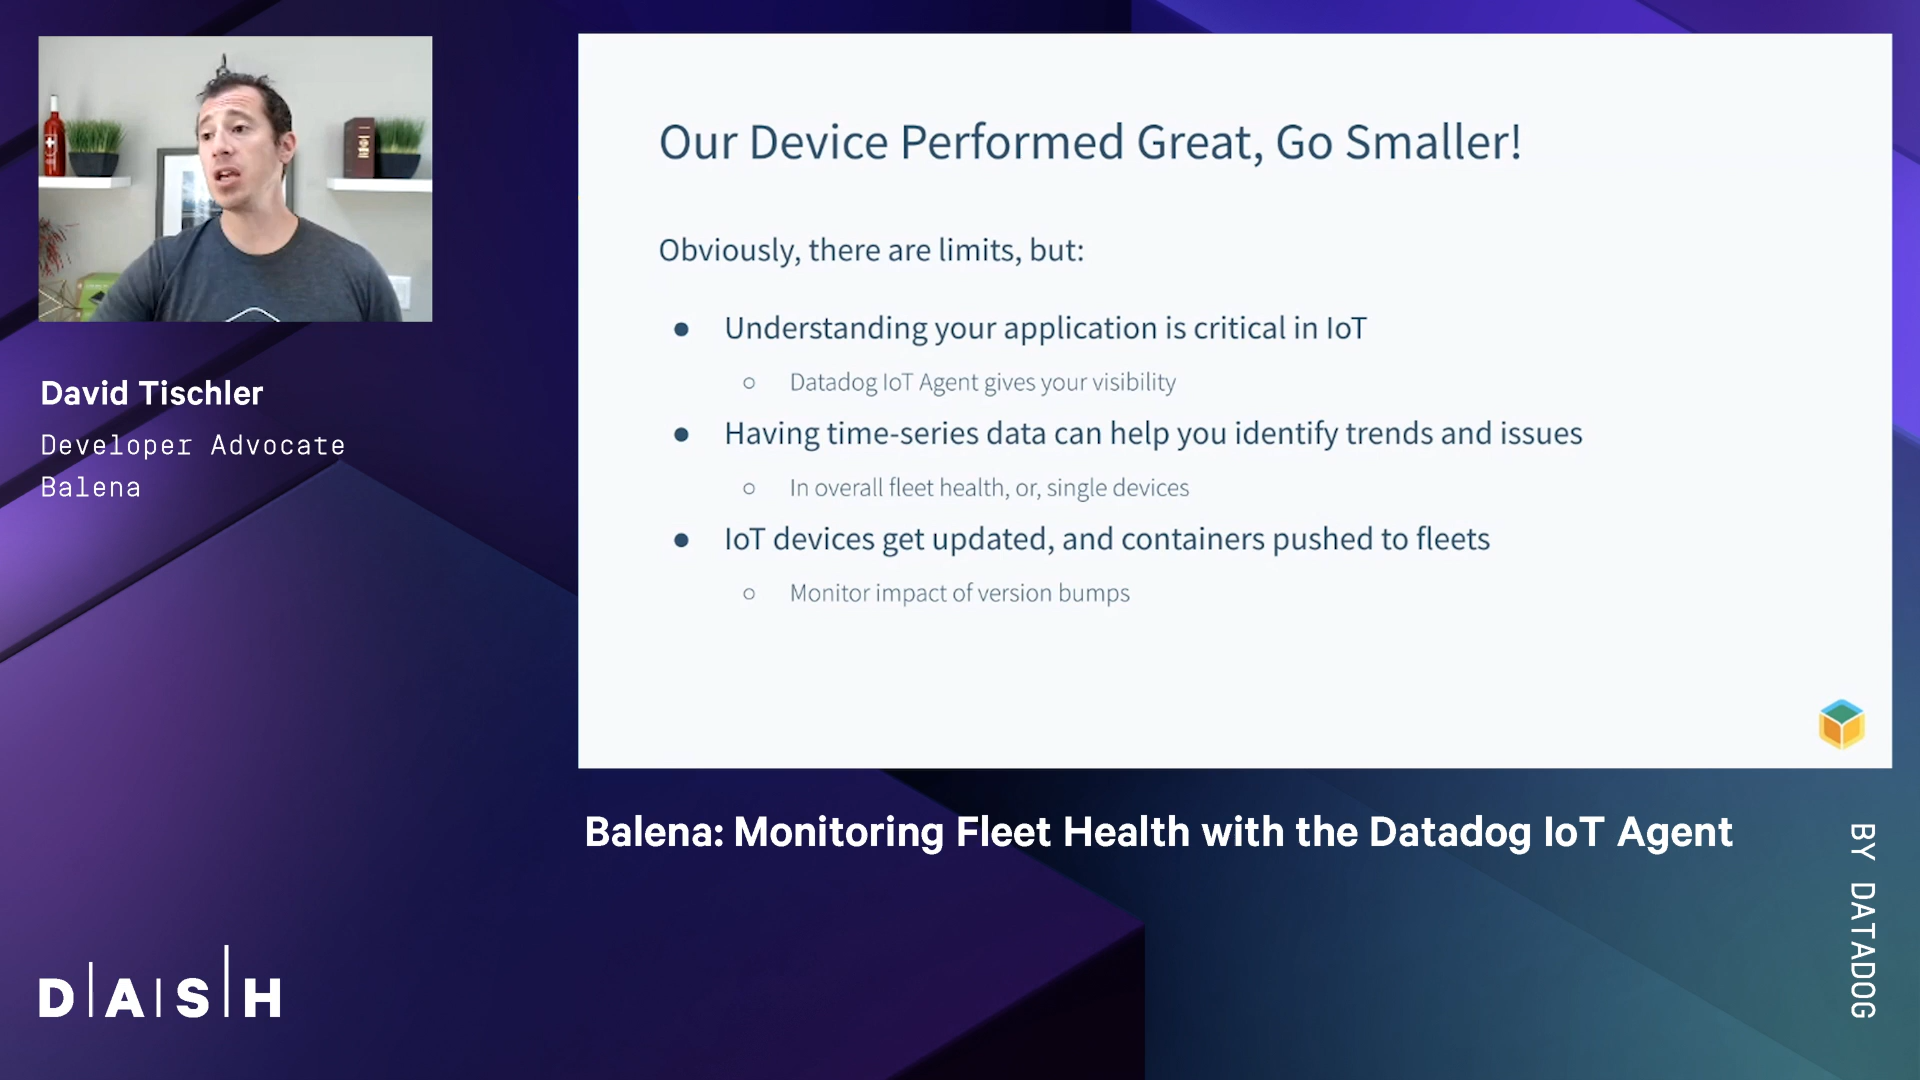 David Tischler
Developer Advocate
Balena
Our Device Performed Great, Go Smaller!
Obviously, there are limits, but:
● Understanding your application is critical in IoT
○ Datadog IoT Agent gives your visibility
● Having time-series data can help you identify trends and issues
○ In overall fleet health, or, single devices
● IoT devices get updated, and containers pushed to fleets
○ Monitor impact of version bumps
Balena: Monitoring Fleet Health with the Datadog IoT Agent
D|A|S|H
BY DATADOG